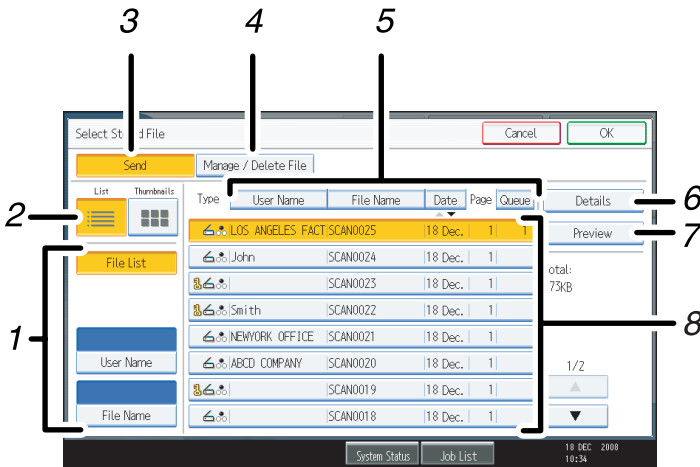 3 4 5
Select St d File Cancel OK
Send Manage / Delete File
List Thumbnails Type User Name File Name Date Page Queue Details 6
2
Preview 7
LOS ANGELES FACT SCAN0025 18 Dec. 1 1
File List John SCAN0024 18 Dec. 1
otal:
SCAN0023 18 Dec. 1 73KB
1 Smith SCAN0022 18 Dec. 1 8
NEWYORK OFFICE SCAN0021 18 Dec. 1
User Name ABCD COMPANY SCAN0020 18 Dec. 1 1/2
SCAN0019 18 Dec. 1
File Name SCAN0018 18 Dec. 1
System Status Job List 18 DEC 2008
10:34